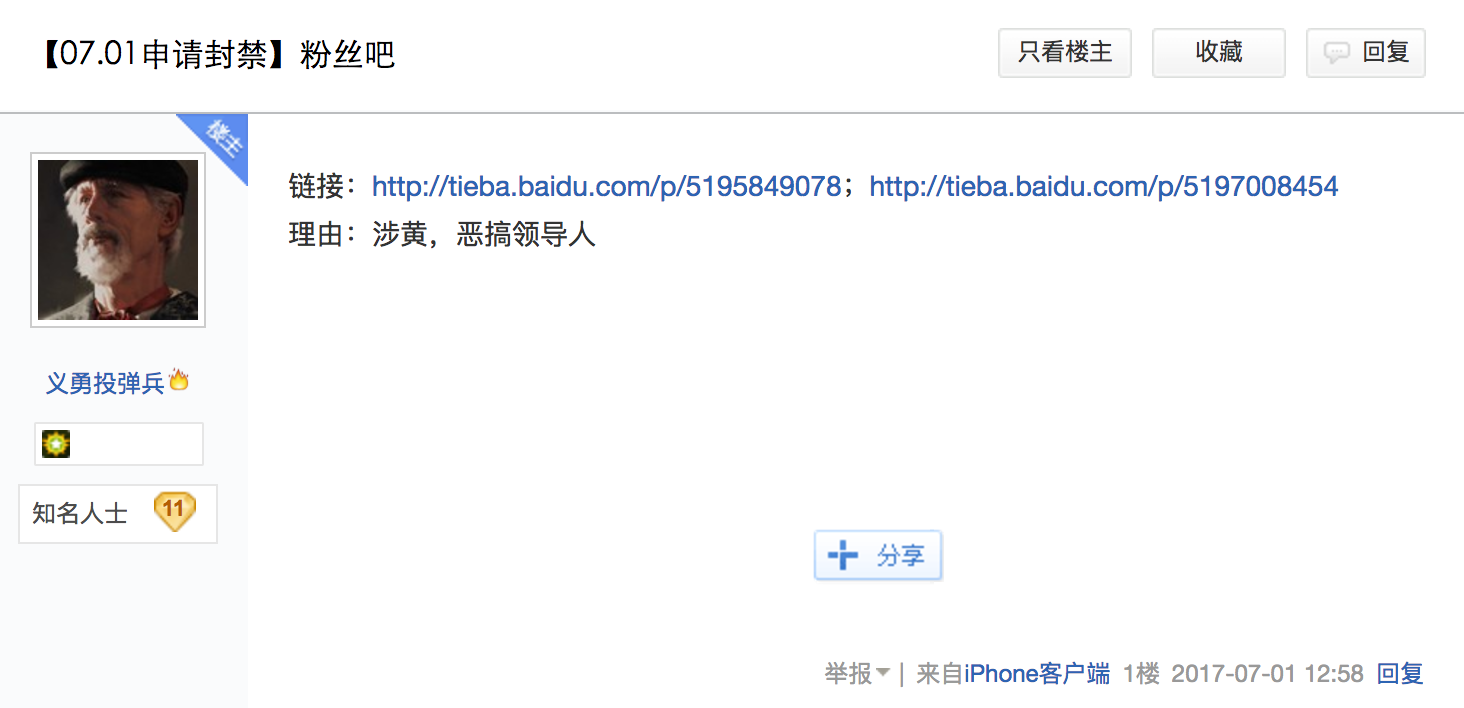 【07.01申请封禁】粉丝吧
只看楼主
收藏
回复
楼主
链接：http://tieba.baidu.com/p/5195849078；http://tieba.baidu.com/p/5197008454
理由：涉黄，恶搞领导人
义勇投弹兵
知名人士 11
分享
举报 | 来自iPhone客户端 1楼 2017-07-01 12:58 回复